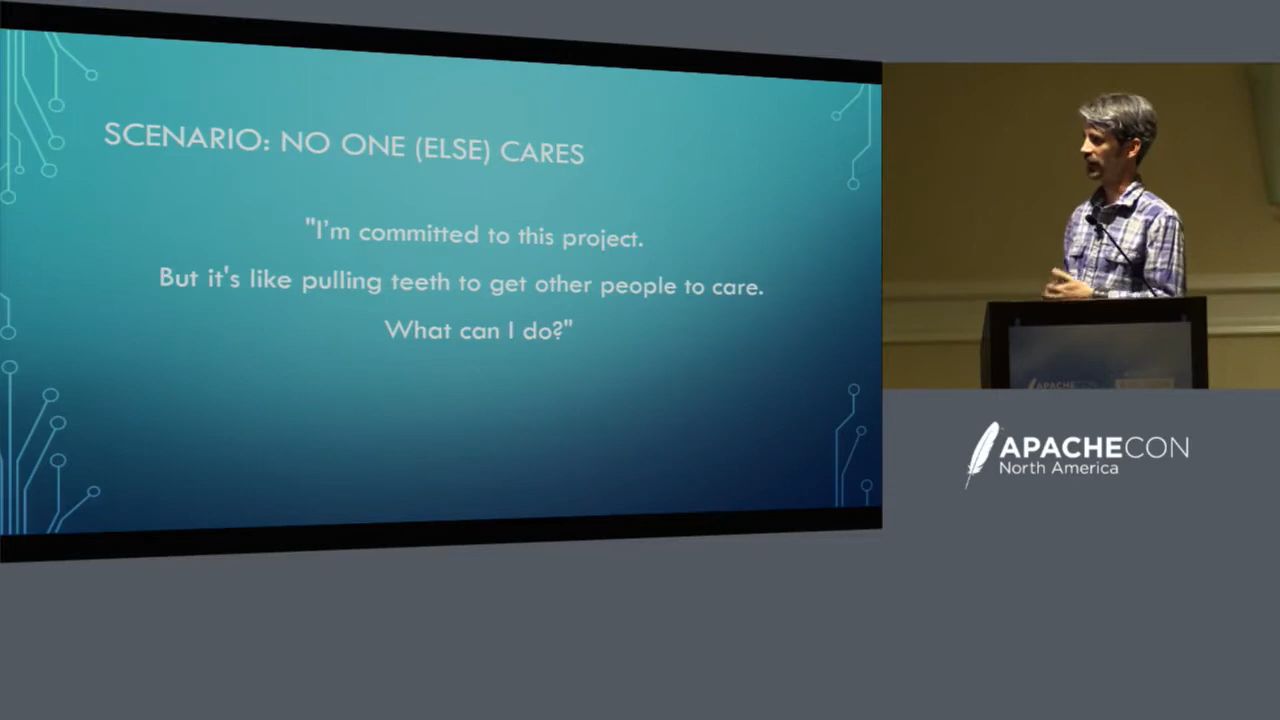 SCENARIO: NO ONE (ELSE) CARES
"I'm committed to this project.
But it's like pulling teeth to get other people to care.
What can I do?"
APACHECON
APACHECON
North America